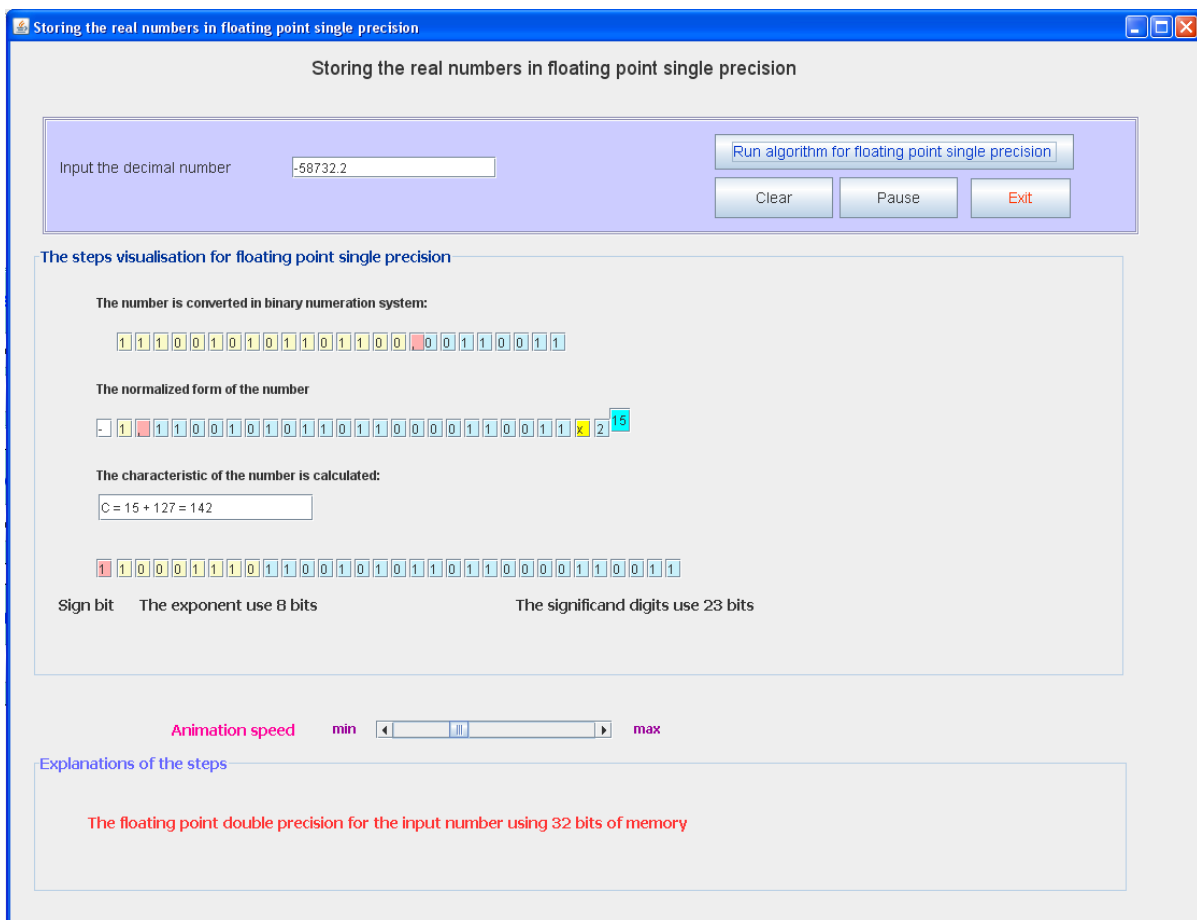 Storing the real numbers in floating point single precision
Storing the real numbers in floating point single precision
Input the decimal number -58732.2
Run algorithm for floating point single precision
Clear Pause Exit
The steps visualisation for floating point single precision
The number is converted in binary numeration system:
1 1 1 0 0 1 0 1 0 1 1 0 1 1 0 0 , 0 0 1 1 0 0 1 1
The normalized form of the number
- 1 , 1 1 0 0 1 0 1 0 1 1 0 1 1 0 0 0 0 1 1 0 0 1 1 x 2 15
The characteristic of the number is calculated:
C = 15 + 127 = 142
1 1 0 0 0 1 1 1 0 1 1 0 0 1 0 1 0 1 1 0 1 1 0 0 0 0 1 1 0 0 1 1
Sign bit The exponent use 8 bits The significand digits use 23 bits
Animation speed min max
Explanations of the steps
The floating point double precision for the input number using 32 bits of memory